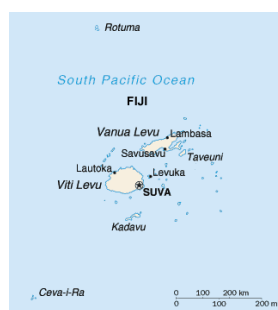 Rotuma
South Pacific Ocean
FIJI
Vanua Levu
Lambasa
Savusavu
Taveuni
Lautoka
Levuka
Viti Levu
SUVA
Kadavu
Ceva-i-Ra
0 100 200 km
0 100 200 m